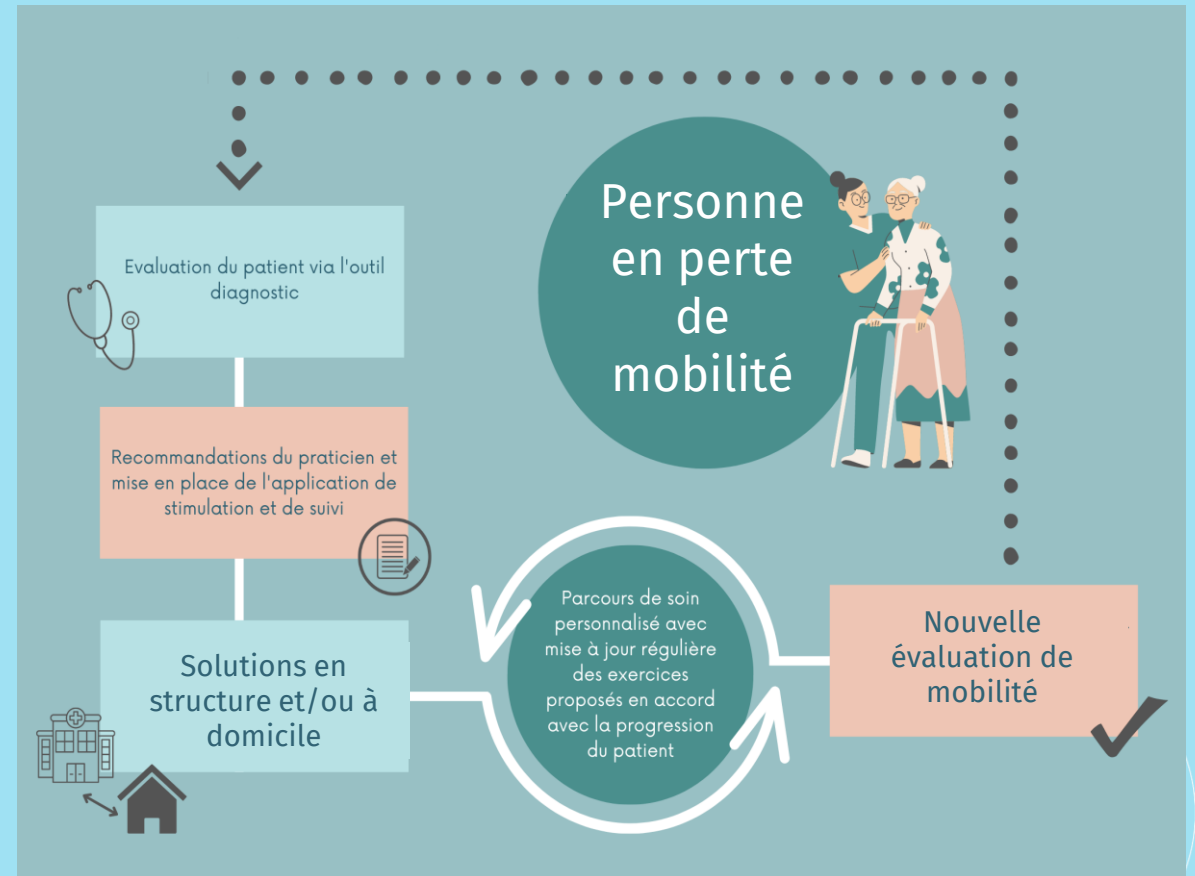 Personne
en perte
de
mobilité
Evaluation du patient via l'outil
diagnostic
Recommandations du praticien et
mise en place de l'application de
stimulation et de suivi
Solutions en
structure et/ou à
domicile
Parcours de soin
personnalisé avec
mise à jour régulière
des exercices
proposés en accord
avec la progression
du patient
Nouvelle
évaluation de
mobilité